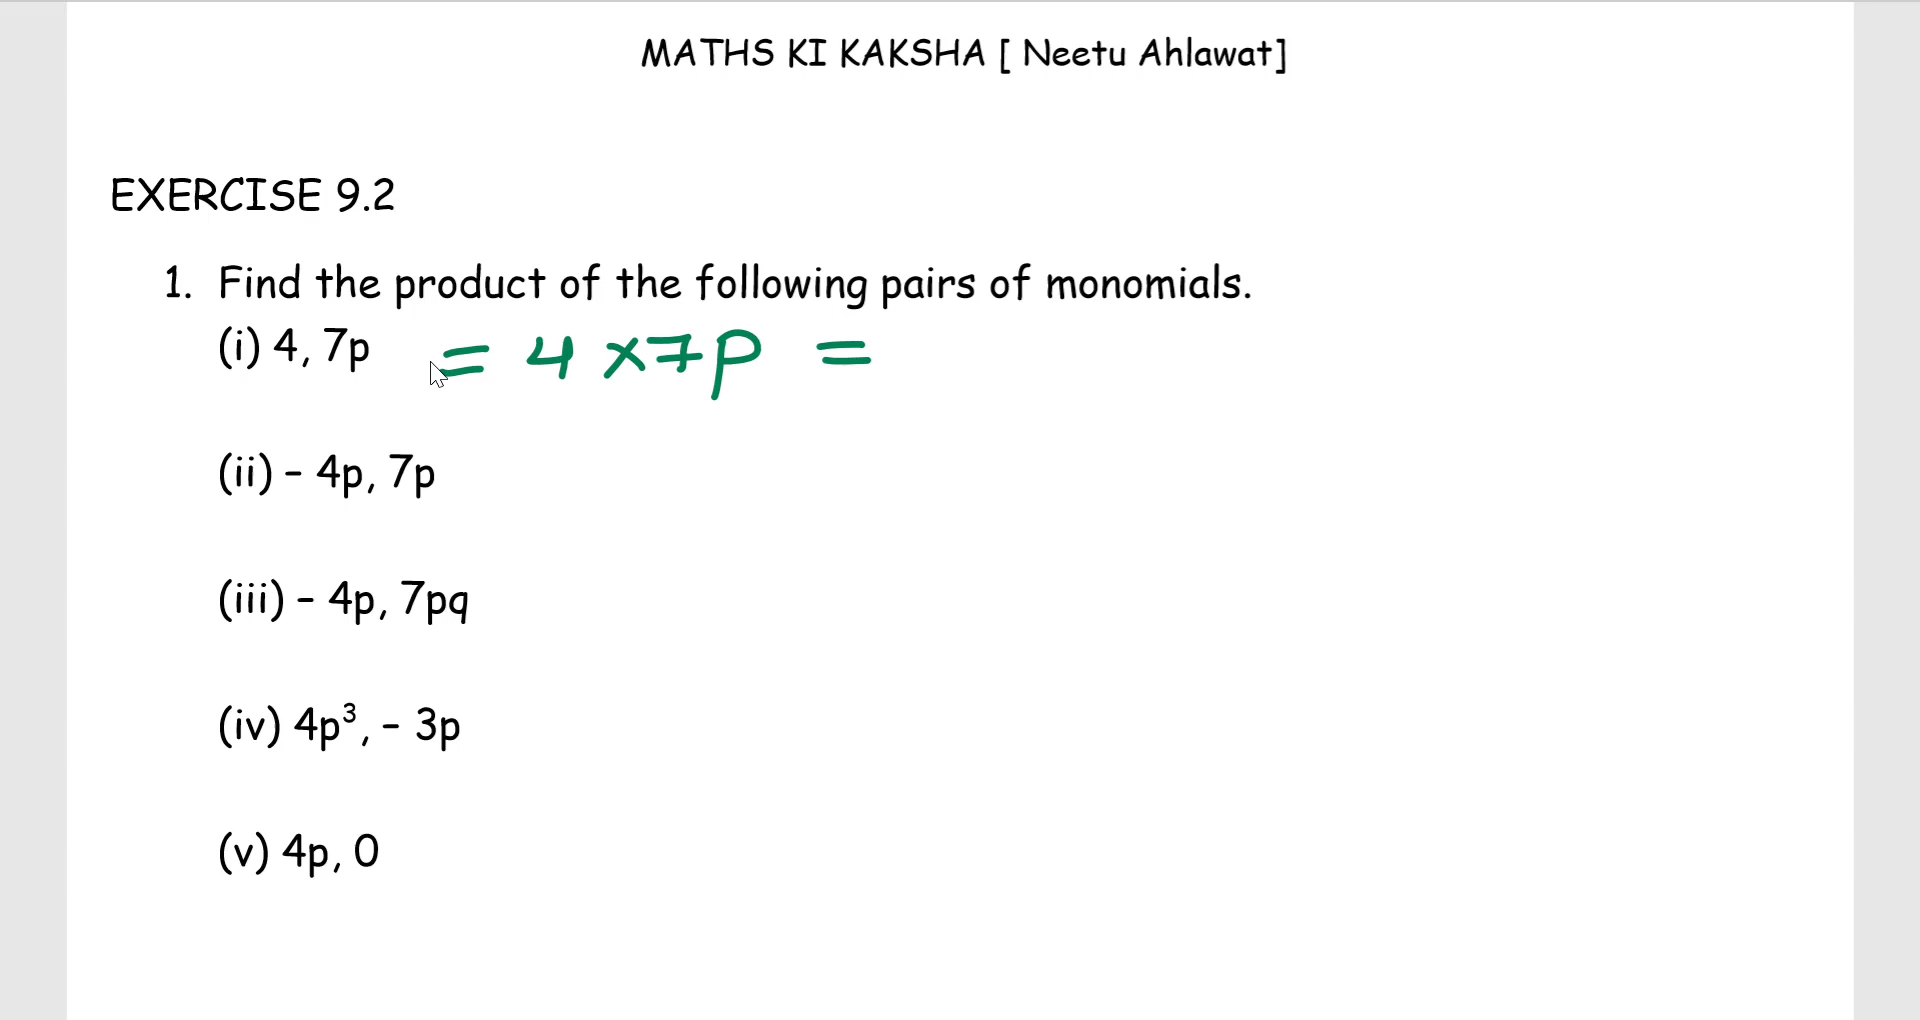 MATHS KI KAKSHA [ Neetu Ahlawat]
EXERCISE 9.2
1. Find the product of the following pairs of monomials.
(i) 4, 7p = 4 × 7p =
(ii) – 4p, 7p
(iii) – 4p, 7pq
(iv) 4p³, – 3p
(v) 4p, 0